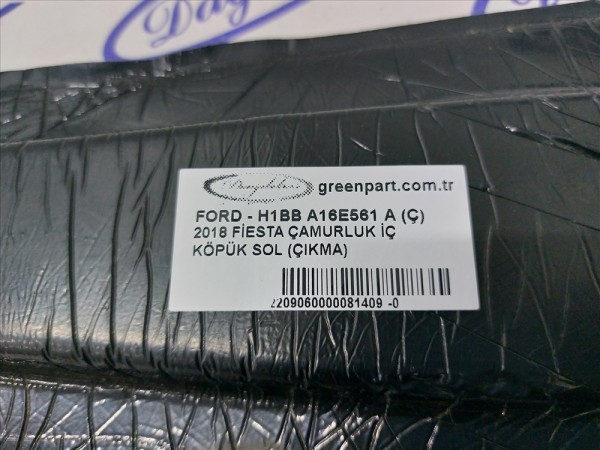 greenpart.com.tr
FORD - H1BB A16E561 A (Ç)
2018 FİESTA ÇAMURLUK İÇ
KÖPÜK SOL (ÇIKMA)
2209060000081409 -0